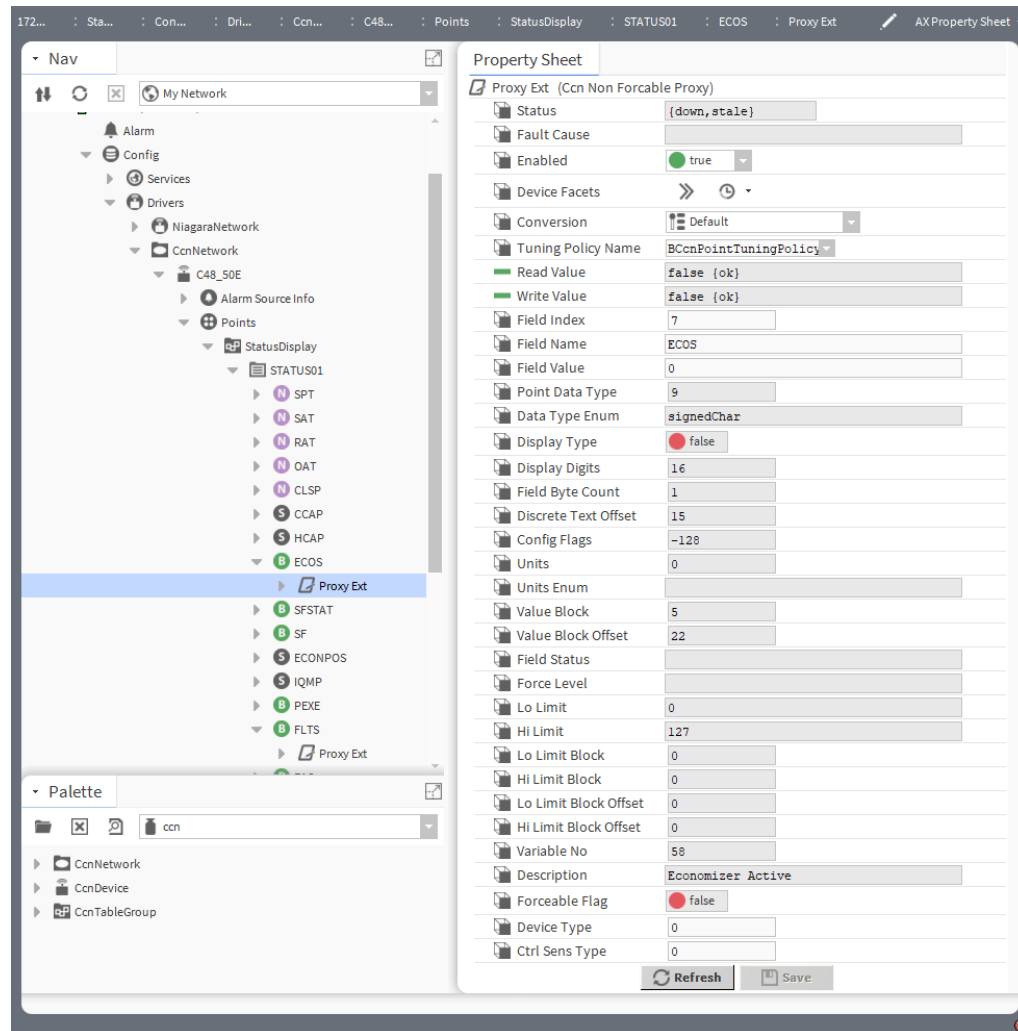 172... : Sta... : Con... : Dri... : Ccn... : C48... : Points : StatusDisplay : STATUS01 : ECOS : Proxy Ext AX Property Sheet
Nav
My Network
Alarm
Config
Services
Drivers
NiagaraNetwork
CcnNetwork
C48_50E
Alarm Source Info
Points
StatusDisplay
STATUS01
N SPT
N SAT
N RAT
N OAT
N CLSP
S CCAP
S HCAP
B ECOS
Proxy Ext
B SFSTAT
B SF
S ECONPOS
S IQMP
B PEXE
B FLTS
Proxy Ext
Palette
ccn
CcnNetwork
CcnDevice
CcnTableGroup
Property Sheet
Proxy Ext (Ccn Non Forcable Proxy)
Status {down,stale}
Fault Cause
Enabled true
Device Facets
Conversion Default
Tuning Policy Name BCcnPointTuningPolicy
Read Value false {ok}
Write Value false {ok}
Field Index 7
Field Name ECOS
Field Value 0
Point Data Type 9
Data Type Enum signedChar
Display Type false
Display Digits 16
Field Byte Count 1
Discrete Text Offset 15
Config Flags -128
Units 0
Units Enum
Value Block 5
Value Block Offset 22
Field Status
Force Level
Lo Limit 0
Hi Limit 127
Lo Limit Block 0
Hi Limit Block 0
Lo Limit Block Offset 0
Hi Limit Block Offset 0
Variable No 58
Description Economizer Active
Forceable Flag false
Device Type 0
Ctrl Sens Type 0
Refresh Save